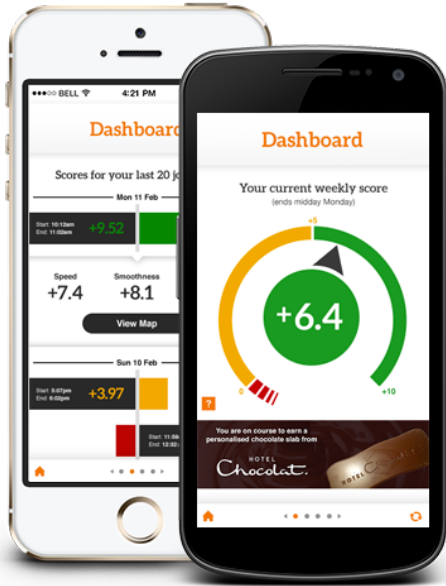 BELL
4:21 PM
Dashboard
Scores for your last 20
Mon 11 Feb
Start: 10:12am
End: 11:02am
+9.52
Speed
Smoothness
+7.4
+8.1
View Map
Sun 10 Feb
Start: 5:07pm
End: 6:02pm
+3.97
Start: 11:
End: 12:
Dashboard
Your current weekly score
(ends midday Monday)
+5
+6.4
0
+10
?
You are on course to earn a
personalised chocolate slab from
HOTEL
Chocolat.
HOTEL